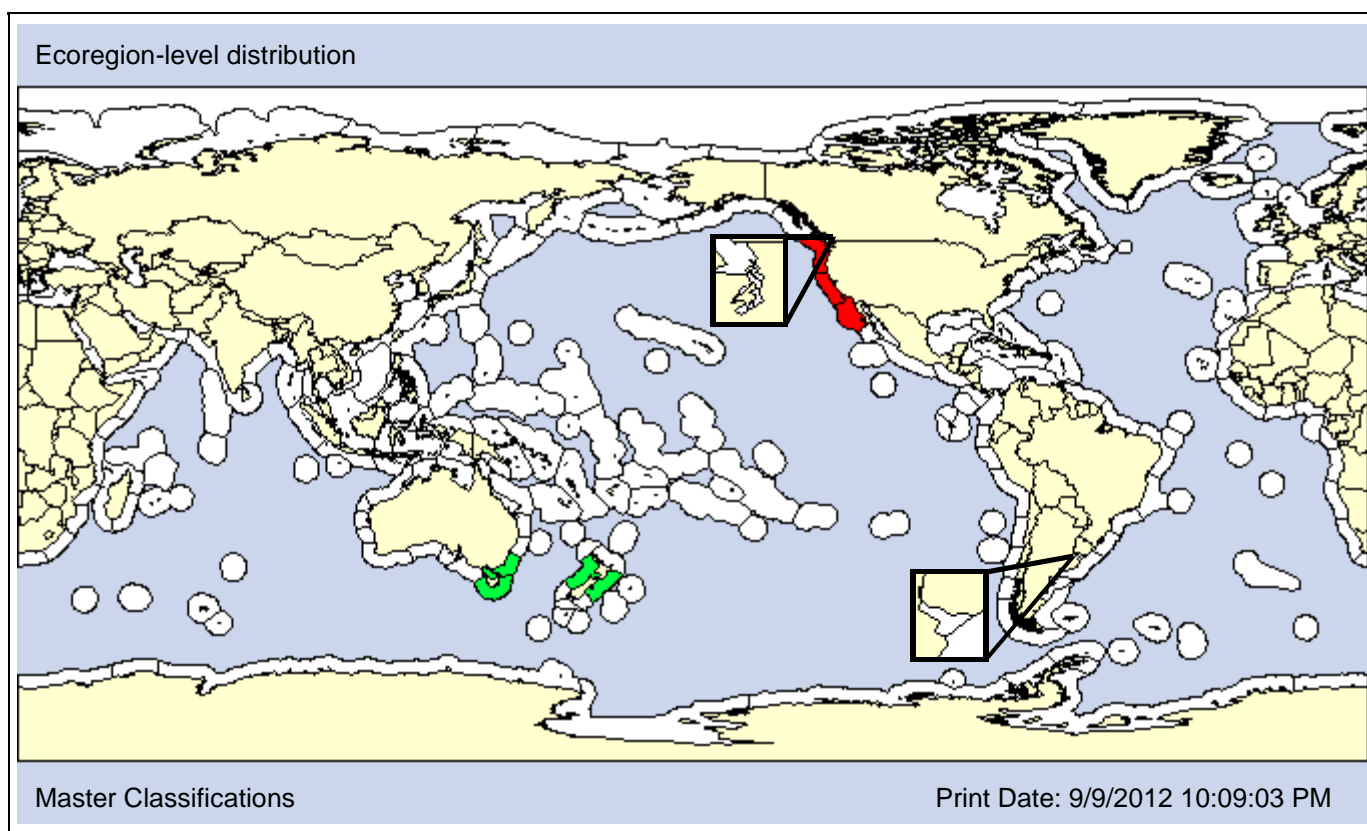 Ecoregion-level distribution
Master Classifications
Print Date: 9/9/2012 10:09:03 PM